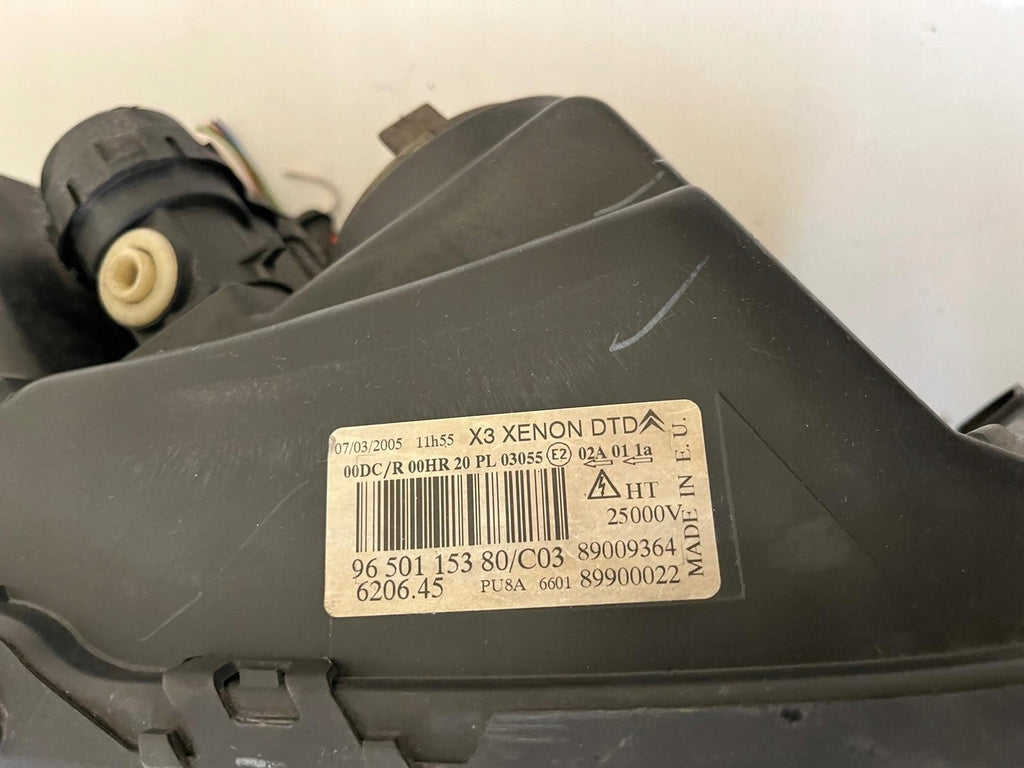 07/03/2005 11h55 X3 XENON DTD
00DC/R 00HR 20 PL 03055 E2 02A 01 1a
HT
25000V
MADE IN E.U.
96 501 153 80/C03 89009364
6206.45 PU8A 6601 89900022